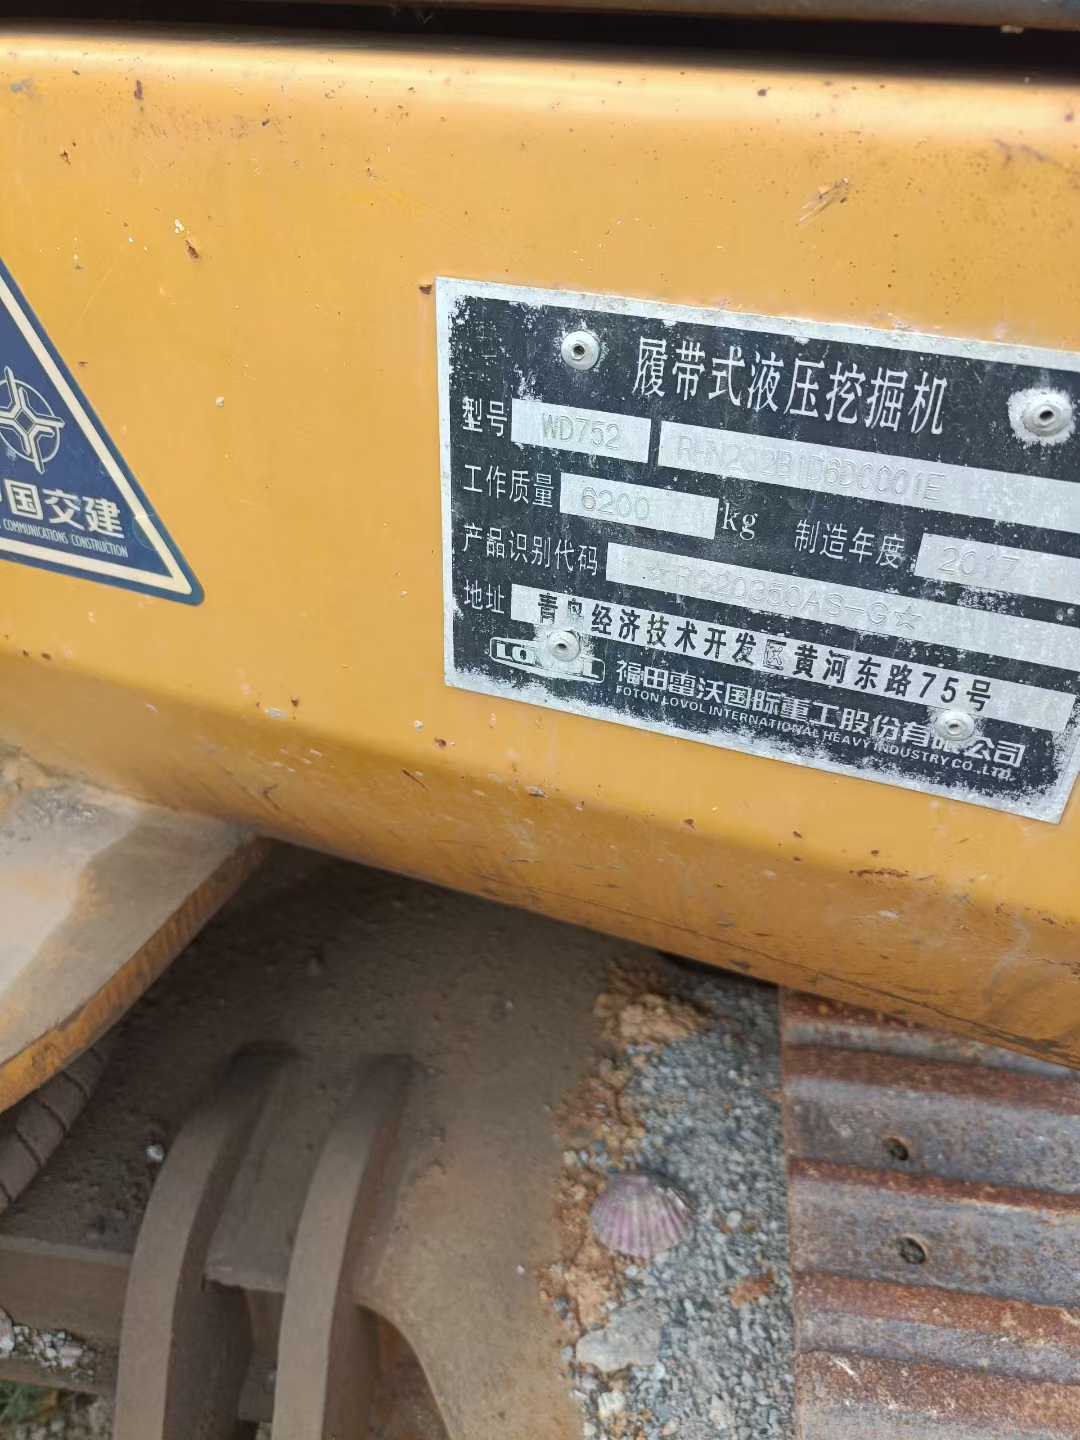 履带式液压挖掘机
型号 WD752
工作质量 6200 kg 制造年度 2017
产品识别代码
地址 青岛经济技术开发区黄河东路75号
LOVOL 福田雷沃国际重工股份有限公司
FOTON LOVOL INTERNATIONAL HEAVY INDUSTRY CO.,LTD.
国交建
COMMUNICATIONS CONSTRUCTION